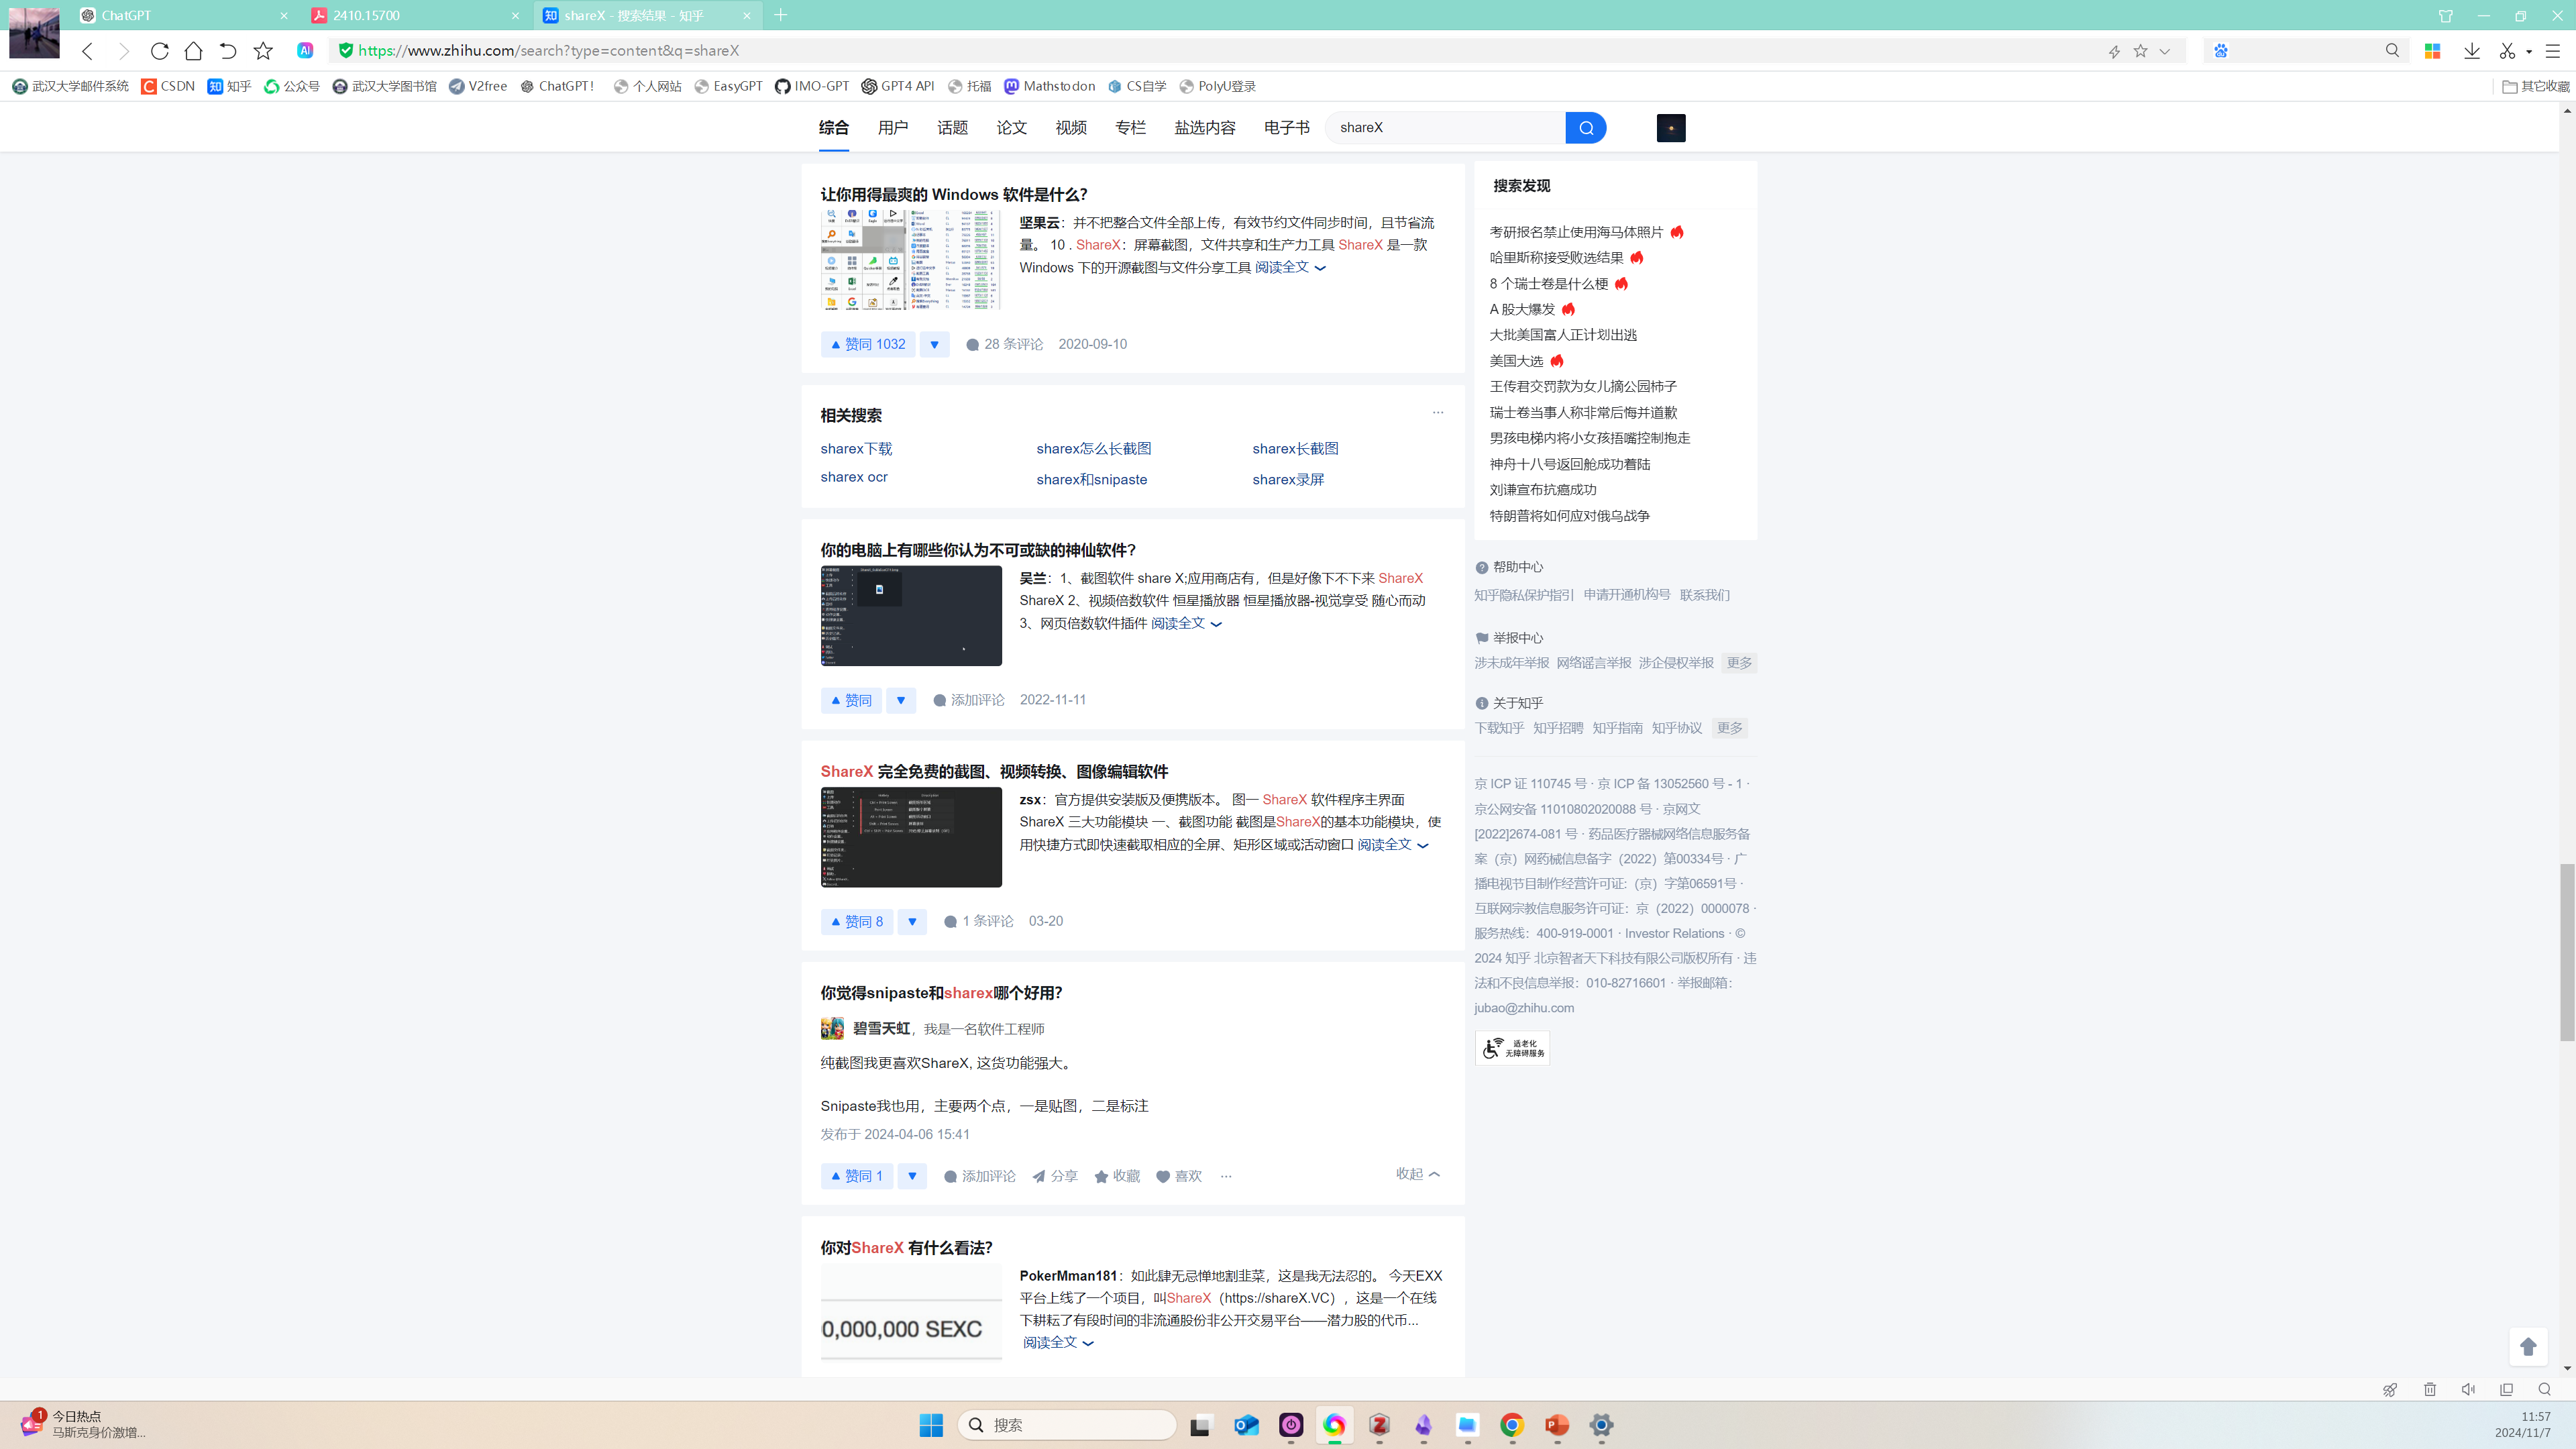 ChatGPT
2410.15700
shareX - 搜索结果 - 知乎
https://www.zhihu.com/search?type=content&q=shareX
武汉大学邮件系统
CSDN
知乎
公众号
武汉大学图书馆
V2free
ChatGPT!
个人网站
EasyGPT
IMO-GPT
GPT4 API
托福
Mathstodon
CS自学
PolyU登录
其它收藏
综合 用户 话题 论文 视频 专栏 盐选内容 电子书
shareX
让你用得最爽的 Windows 软件是什么?
坚果云：并不把整合文件全部上传，有效节约文件同步时间，且节省流
量。 10 . ShareX：屏幕截图，文件共享和生产力工具 ShareX 是一款
Windows 下的开源截图与文件分享工具 阅读全文
赞同 1032
28 条评论
2020-09-10
相关搜索
sharex下载
sharex怎么长截图
sharex长截图
sharex ocr
sharex和snipaste
sharex录屏
你的电脑上有哪些你认为不可或缺的神仙软件?
吴兰：1、截图软件 share X;应用商店有，但是好像下不下来 ShareX
ShareX 2、视频倍数软件 恒星播放器 恒星播放器-视觉享受 随心而动
3、网页倍数软件插件 阅读全文
赞同
添加评论
2022-11-11
ShareX 完全免费的截图、视频转换、图像编辑软件
zsx：官方提供安装版及便携版本。 图一 ShareX 软件程序主界面
ShareX 三大功能模块 一、截图功能 截图是ShareX的基本功能模块，使
用快捷方式即快速截取相应的全屏、矩形区域或活动窗口 阅读全文
赞同 8
1 条评论
03-20
你觉得snipaste和sharex哪个好用?
碧雪天虹，我是一名软件工程师
纯截图我更喜欢ShareX, 这货功能强大。
Snipaste我也用，主要两个点，一是贴图，二是标注
发布于 2024-04-06 15:41
赞同 1
添加评论
分享
收藏
喜欢
收起
你对ShareX 有什么看法?
0,000,000 SEXC
PokerMman181：如此肆无忌惮地割韭菜，这是我无法忍的。 今天EXX
平台上线了一个项目，叫ShareX（https://shareX.VC），这是一个在线
下耕耘了有段时间的非流通股份非公开交易平台——潜力股的代币...
阅读全文
搜索发现
考研报名禁止使用海马体照片
哈里斯称接受败选结果
8 个瑞士卷是什么梗
A 股大爆发
大批美国富人正计划出逃
美国大选
王传君交罚款为女儿摘公园柿子
瑞士卷当事人称非常后悔并道歉
男孩电梯内将小女孩捂嘴控制抱走
神舟十八号返回舱成功着陆
刘谦宣布抗癌成功
特朗普将如何应对俄乌战争
帮助中心
知乎隐私保护指引 申请开通机构号 联系我们
举报中心
涉未成年举报 网络谣言举报 涉企侵权举报 更多
关于知乎
下载知乎 知乎招聘 知乎指南 知乎协议 更多
京 ICP 证 110745 号 · 京 ICP 备 13052560 号 - 1 ·
京公网安备 11010802020088 号 · 京网文
[2022]2674-081 号 · 药品医疗器械网络信息服务备
案（京）网药械信息备字（2022）第00334号 · 广
播电视节目制作经营许可证:（京）字第06591号 ·
互联网宗教信息服务许可证：京（2022）0000078 ·
服务热线：400-919-0001 · Investor Relations · ©
2024 知乎 北京智者天下科技有限公司版权所有 · 违
法和不良信息举报：010-82716601 · 举报邮箱：
jubao@zhihu.com
适老化
无障碍服务
1
今日热点
马斯克身价激增...
搜索
11:57
2024/11/7